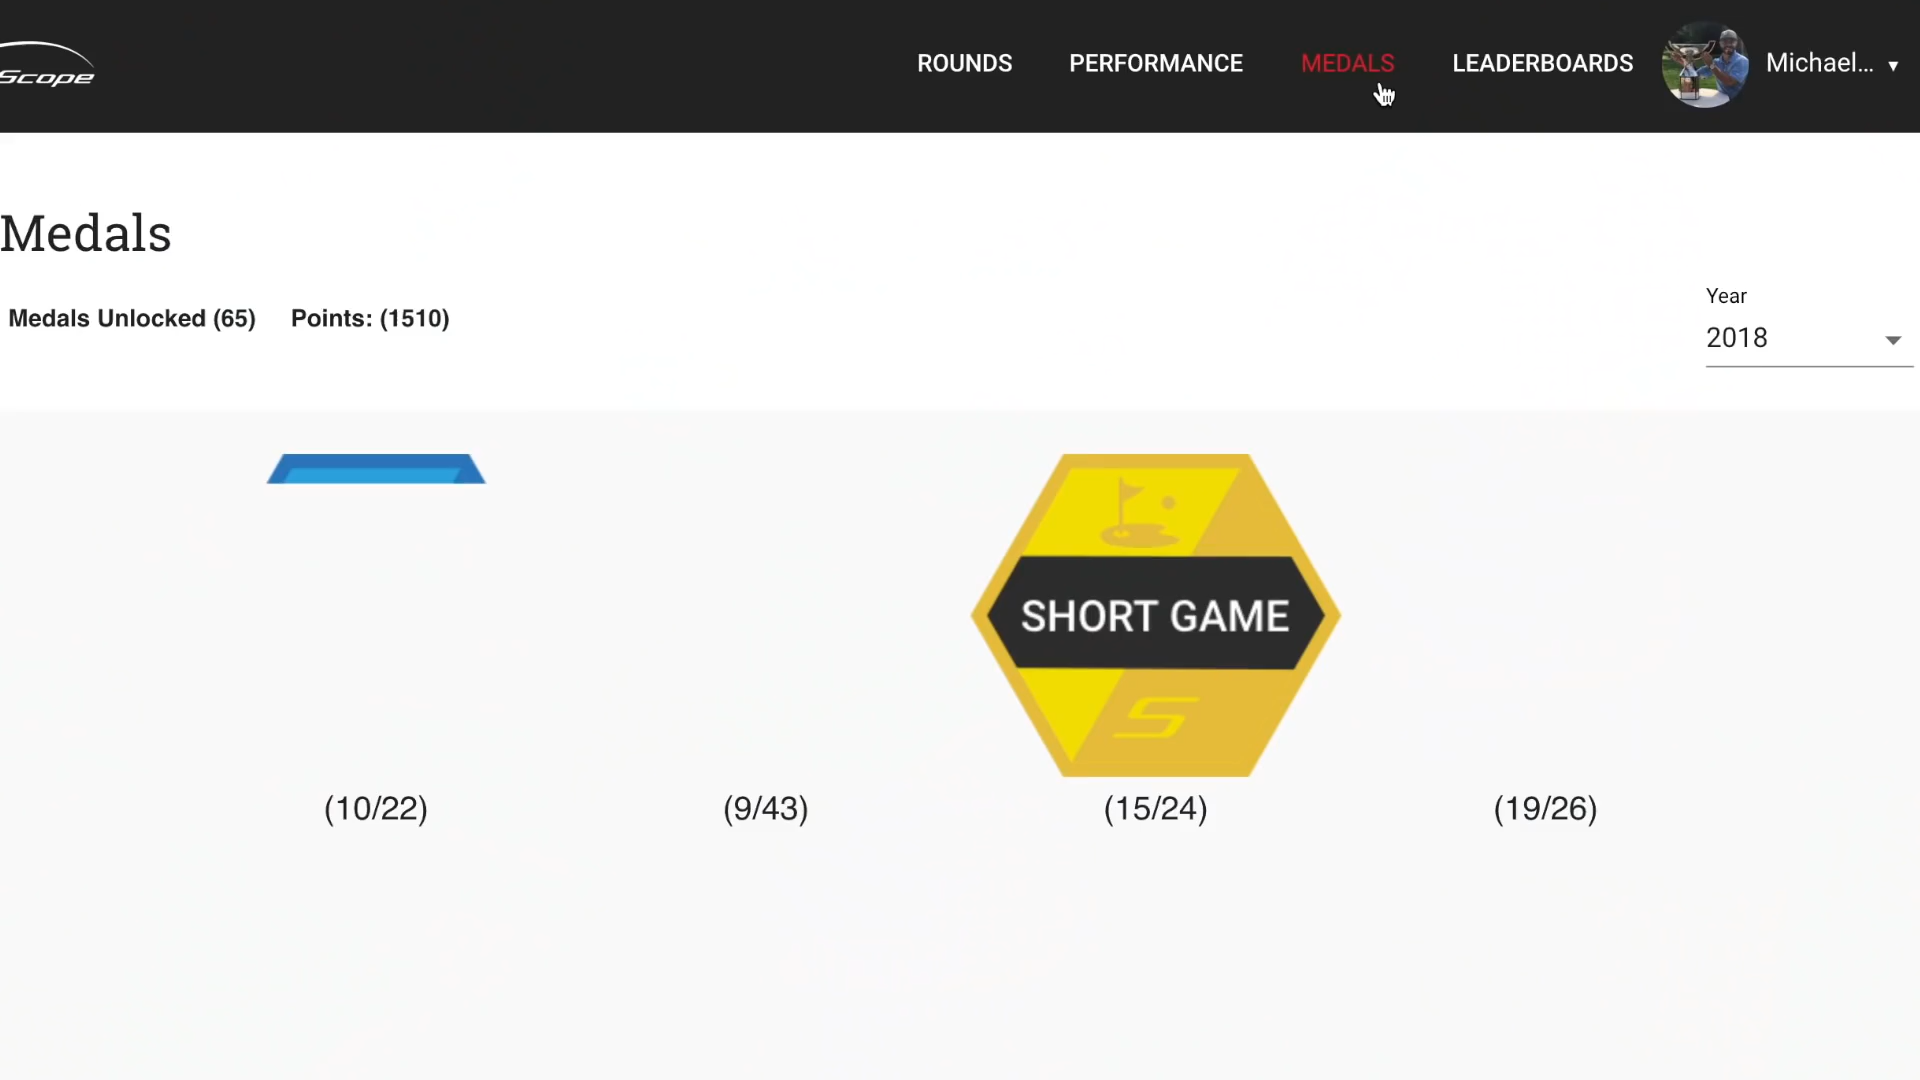 Scope
ROUNDS
PERFORMANCE
MEDALS
LEADERBOARDS
Michael...
Medals
Medals Unlocked (65)
Points: (1510)
Year
2018
SHORT GAME
S
(10/22)
(9/43)
(15/24)
(19/26)